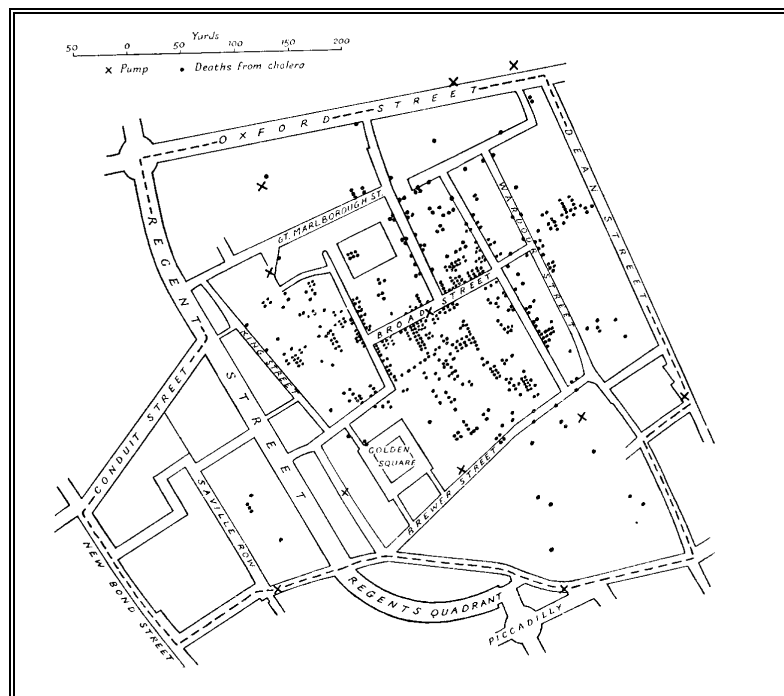 Yards
50 0 50 100 150 200
× Pump • Deaths from cholera
OXFORD STREET
DEAN STREET
REGENT STREET
GT. MARLBOROUGH ST.
WARDOUR STREET
BROAD STREET
KING STREET
CONDUIT STREET
GOLDEN
SQUARE
BREWER STREET
SAVILLE ROW
NEW BOND
STREET
REGENTS QUADRANT
PICCADILLY